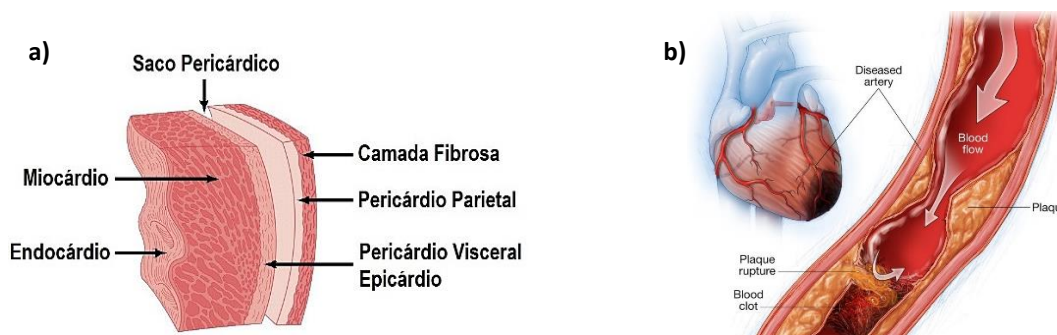 a)
Saco Pericárdico
Camada Fibrosa
Miocárdio
Pericárdio Parietal
Endocárdio
Pericárdio Visceral
Epicárdio
b)
Diseased
artery
Blood
flow
Plaqu
Plaque
rupture
Blood
clot